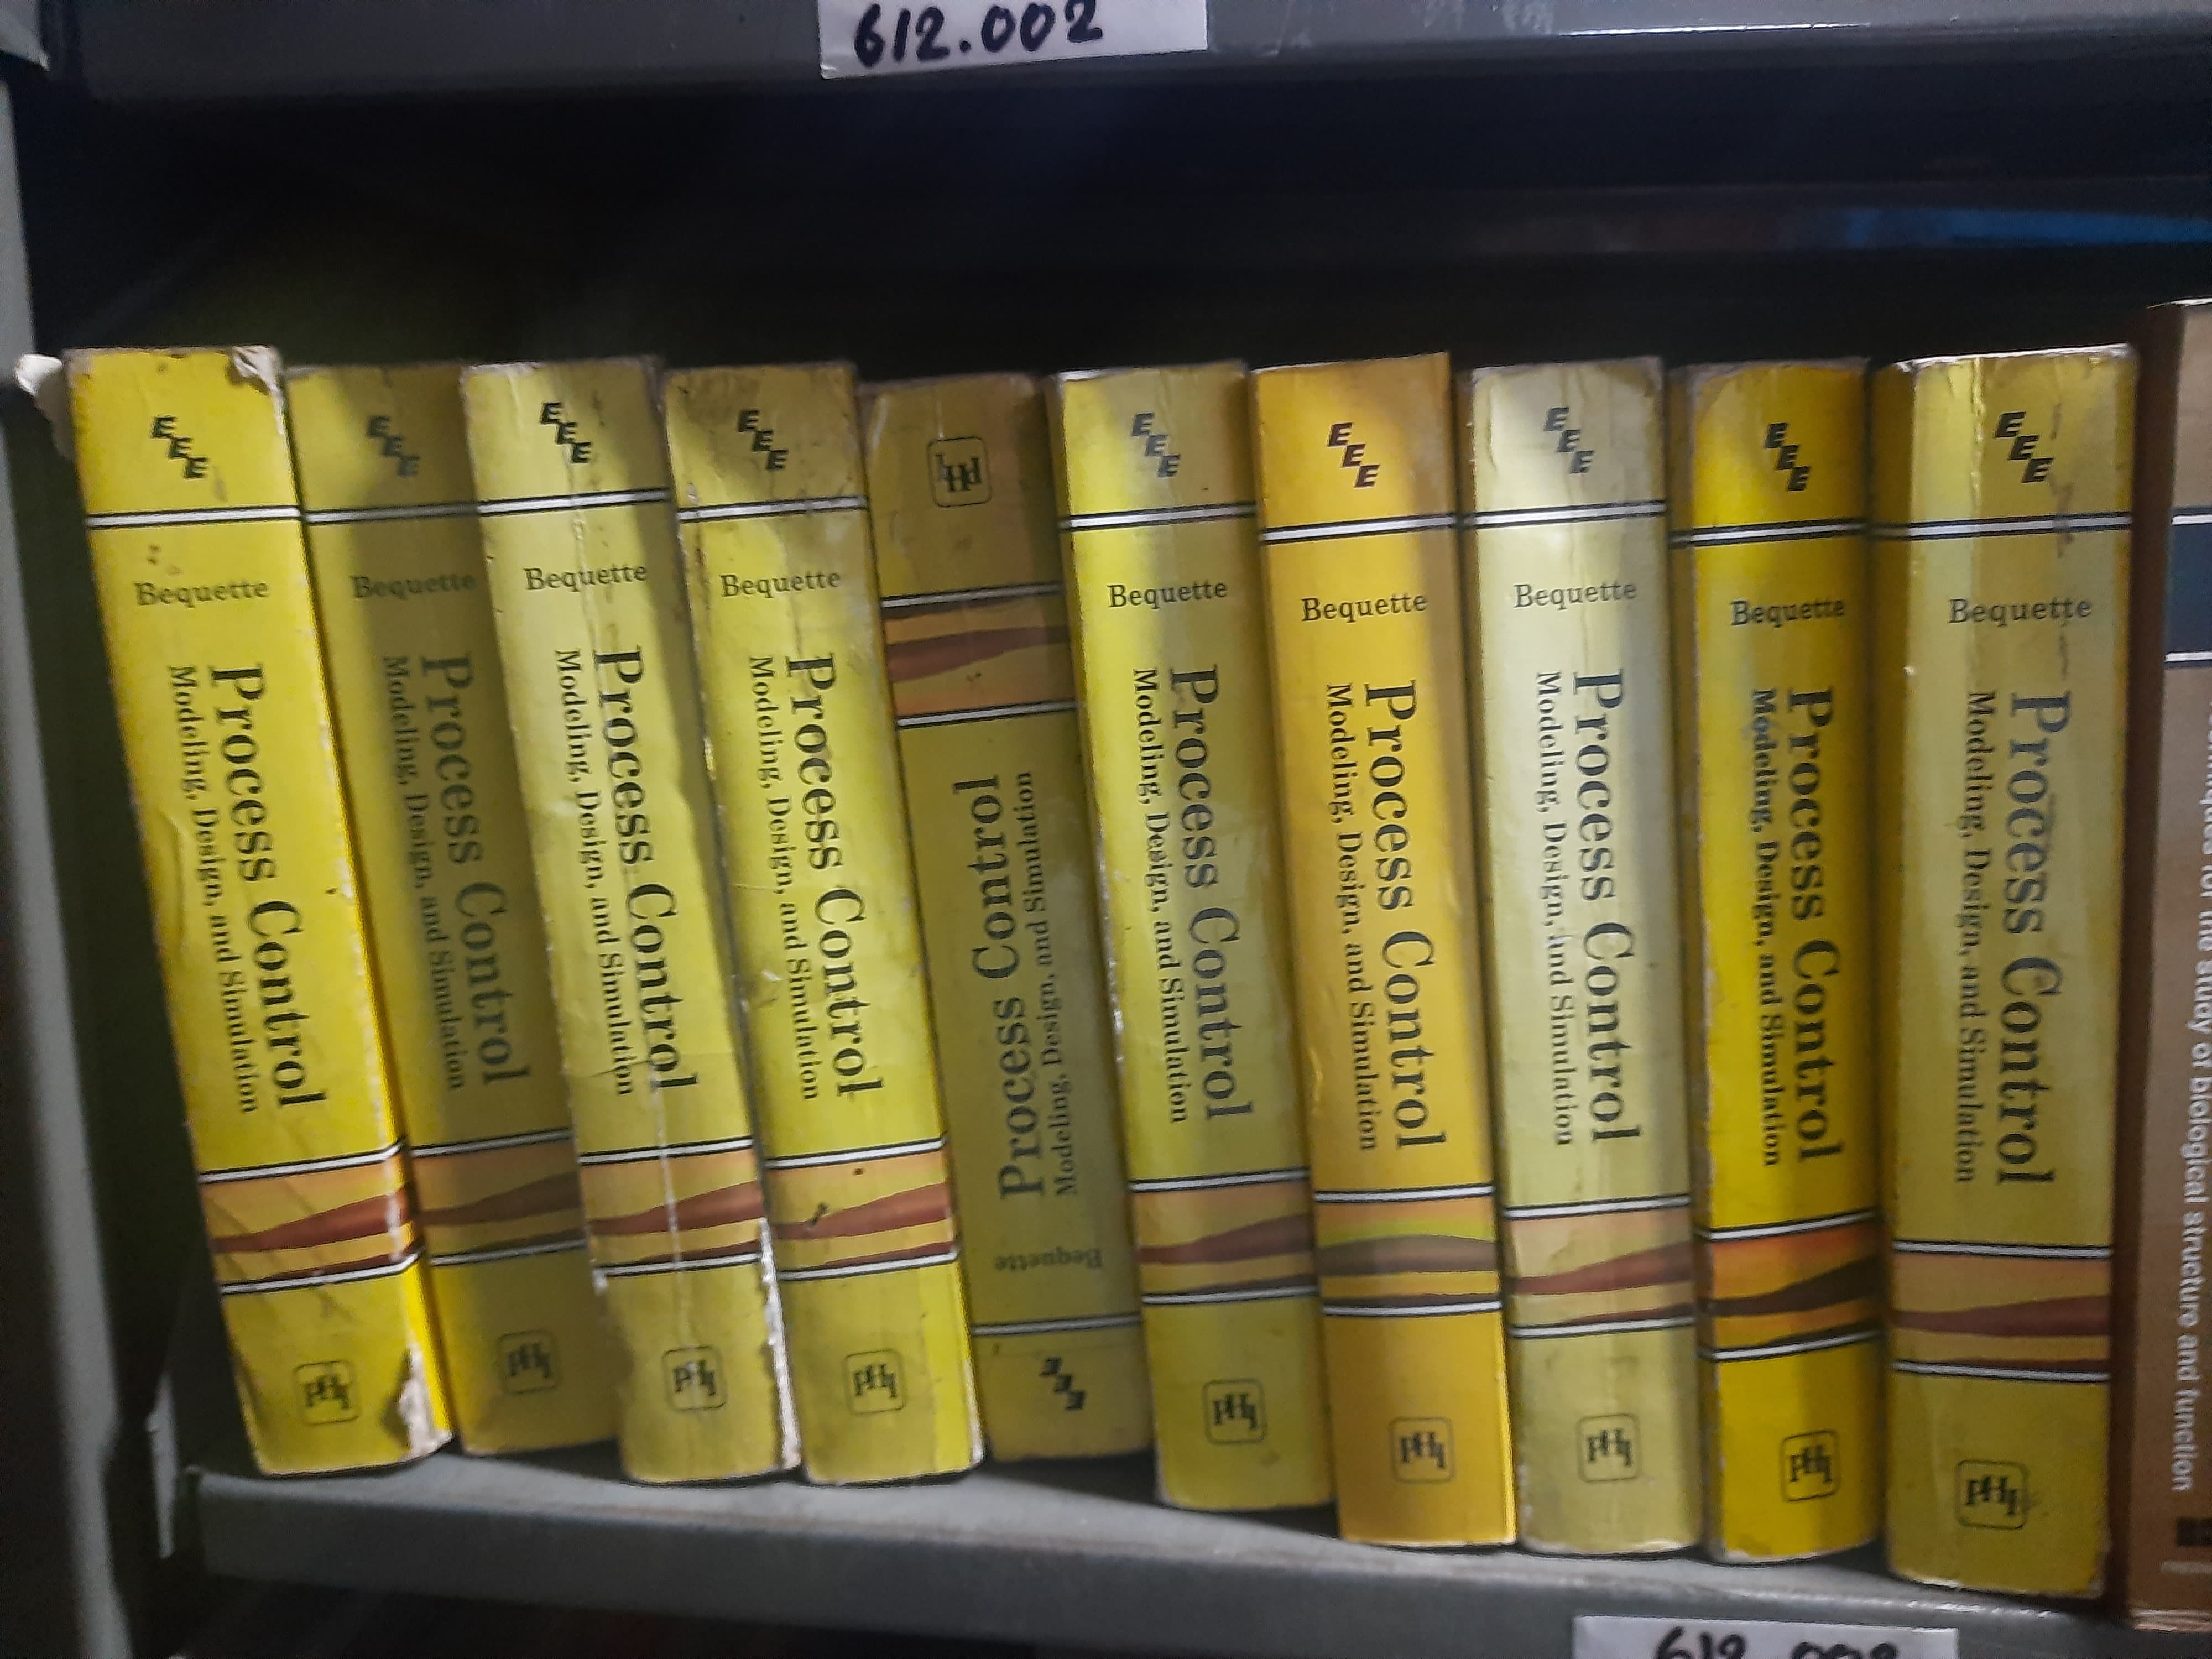 612.002
EEE
Bequette
Process Control
Modeling, Design, and Simulation
PHI
EEE
Bequette
Process Control
Modeling, Design, and Simulation
PHI
EEE
Bequette
Process Control
Modeling, Design, and Simulation
PHI
EEE
Bequette
Process Control
Modeling, Design, and Simulation
PHI
PHI
Process Control
Modeling, Design, and Simulation
Bequette
EEE
EEE
Bequette
Process Control
Modeling, Design, and Simulation
PHI
EEE
Bequette
Process Control
Modeling, Design, and Simulation
PHI
EEE
Bequette
Process Control
Modeling, Design, and Simulation
PHI
EEE
Bequette
Process Control
Modeling, Design, and Simulation
PHI
EEE
Bequette
Process Control
Modeling, Design, and Simulation
PHI
for the study of biological structure and function